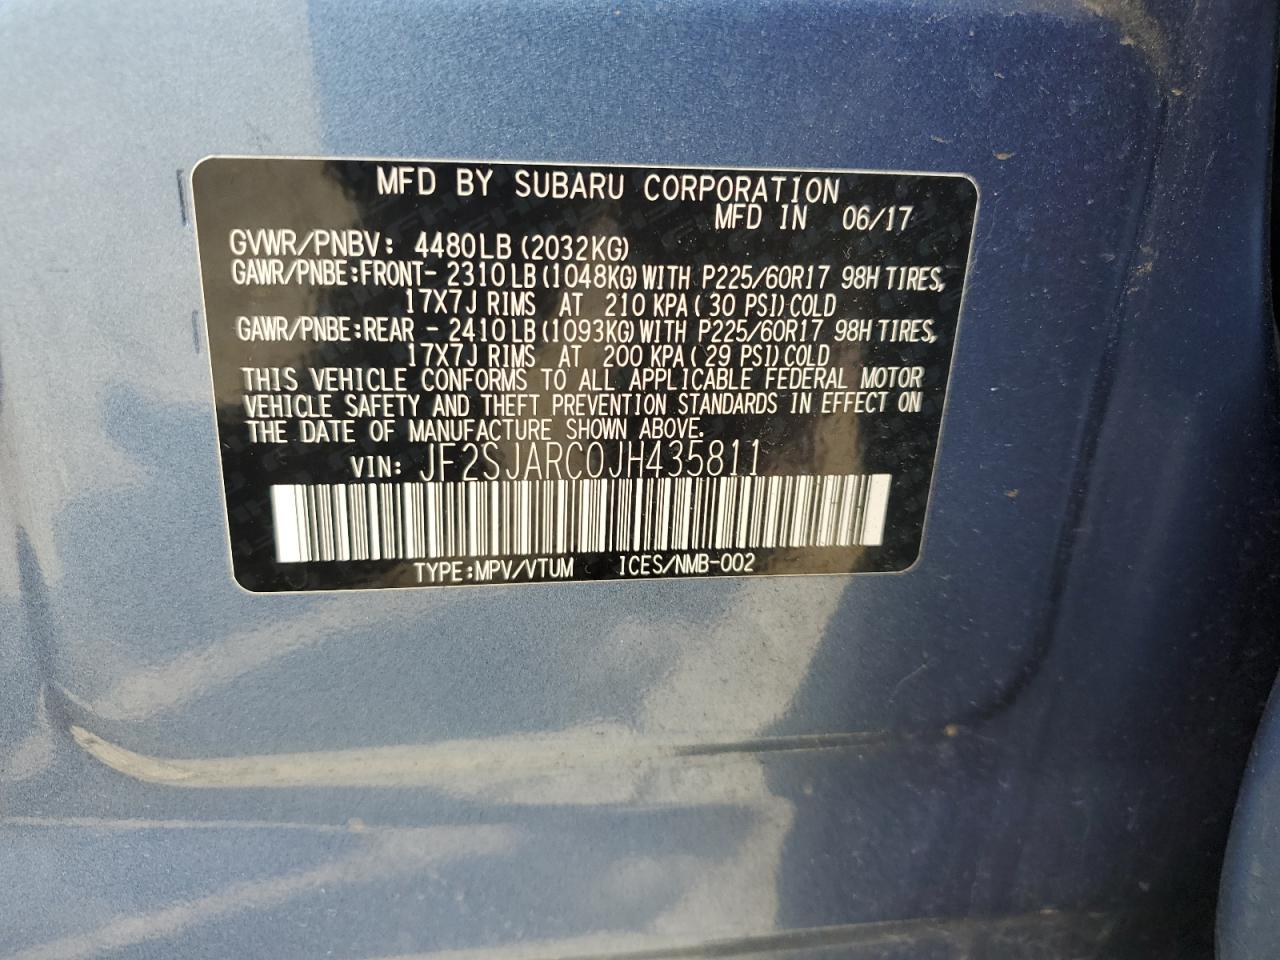 MFD BY SUBARU CORPORATION
MFD IN 06/17
GVWR/PNBV: 4480LB (2032KG)
GAWR/PNBE:FRONT- 2310LB (1048KG) WITH P225/60R17 98H TIRES,
17X7J RIMS AT 210 KPA (30 PSI) COLD
GAWR/PNBE:REAR - 2410LB (1093KG) WITH P225/60R17 98H TIRES,
17X7J RIMS AT 200 KPA (29 PSI) COLD
THIS VEHICLE CONFORMS TO ALL APPLICABLE FEDERAL MOTOR
VEHICLE SAFETY AND THEFT PREVENTION STANDARDS IN EFFECT ON
THE DATE OF MANUFACTURE SHOWN ABOVE.
VIN: JF2SJARC0JH435811
TYPE:MPV/VTUM ICES/NMB-002